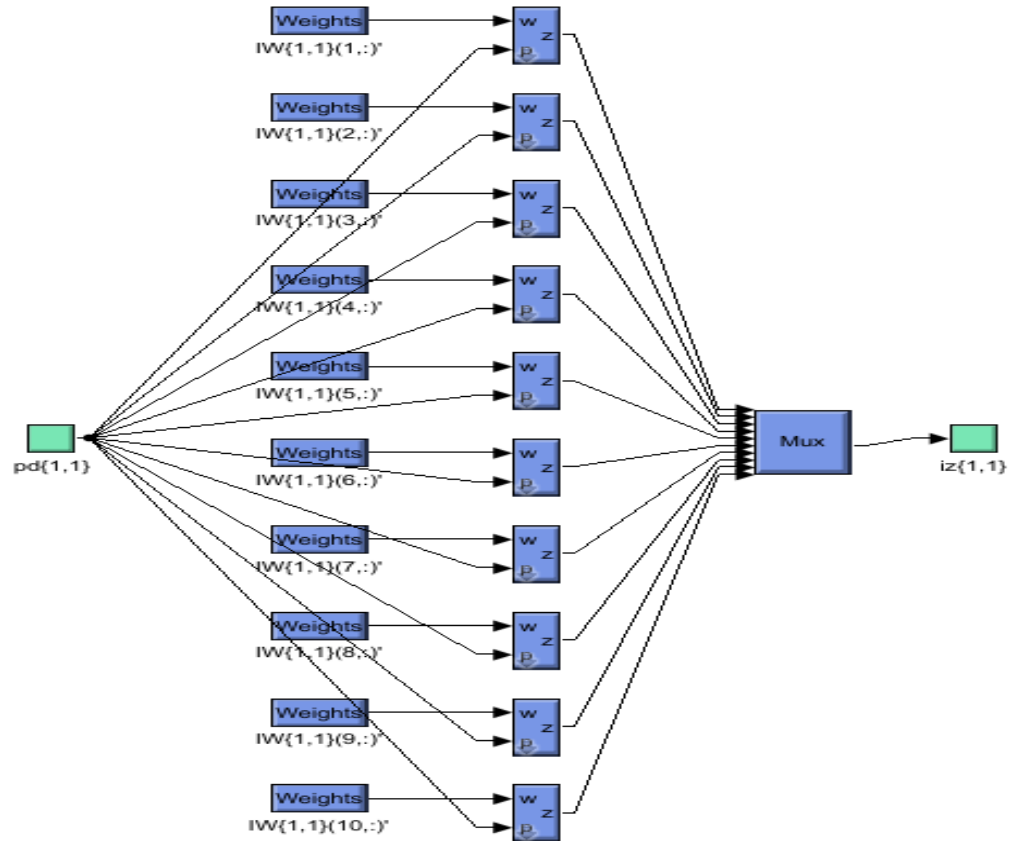 Weights
w
z
p
IW{1,1}(1,:)'
Weights
w
z
p
IW{1,1}(2,:)'
Weights
w
z
p
IW{1,1}(3,:)'
Weights
w
z
p
IW{1,1}(4,:)'
Weights
w
z
p
IW{1,1}(5,:)'
pd{1,1}
Mux
iz{1,1}
Weights
w
z
p
IW{1,1}(6,:)'
Weights
w
z
p
IW{1,1}(7,:)'
Weights
w
z
p
IW{1,1}(8,:)'
Weights
w
z
p
IW{1,1}(9,:)'
Weights
w
z
p
IW{1,1}(10,:)'